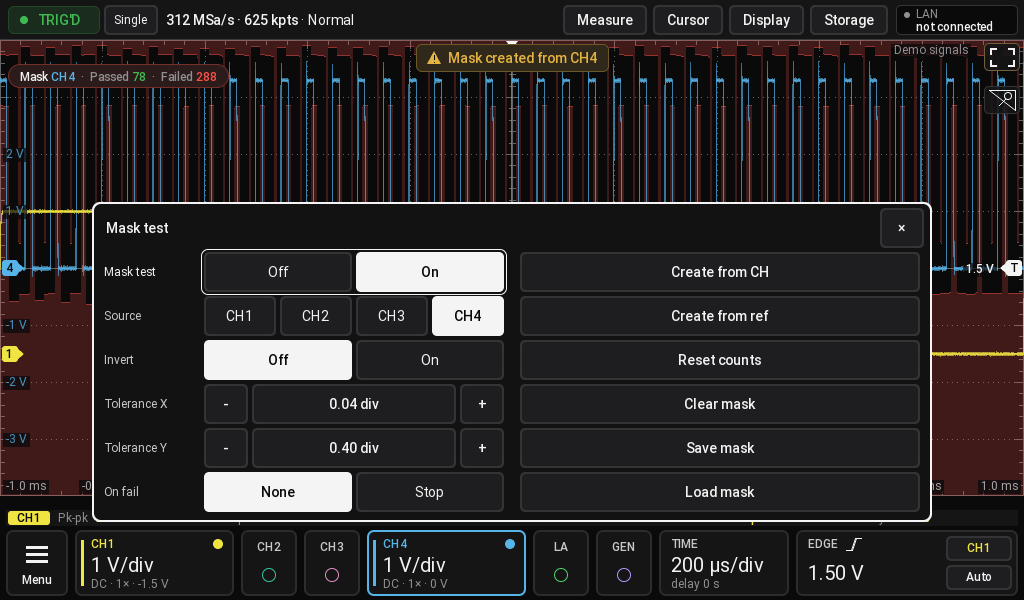 TRIG'D
Single
312 MSa/s · 625 kpts · Normal
Measure
Cursor
Display
Storage
LAN
not connected
Mask created from CH4
Demo signals
Mask CH4 · Passed 78 · Failed 288
2 V
1 V
4
-1 V
1
-2 V
-3 V
-1.0 ms
1.0 ms
1.5 V
T
Mask test
×
Mask test
Off
On
Create from CH
Source
CH1
CH2
CH3
CH4
Create from ref
Invert
Off
On
Reset counts
Tolerance X
-
0.04 div
+
Clear mask
Tolerance Y
-
0.40 div
+
Save mask
On fail
None
Stop
Load mask
CH1
Pk-pk
Menu
CH1
1 V/div
DC · 1× · -1.5 V
CH2
CH3
CH4
1 V/div
DC · 1× · 0 V
LA
GEN
TIME
200 µs/div
delay 0 s
EDGE
1.50 V
CH1
Auto